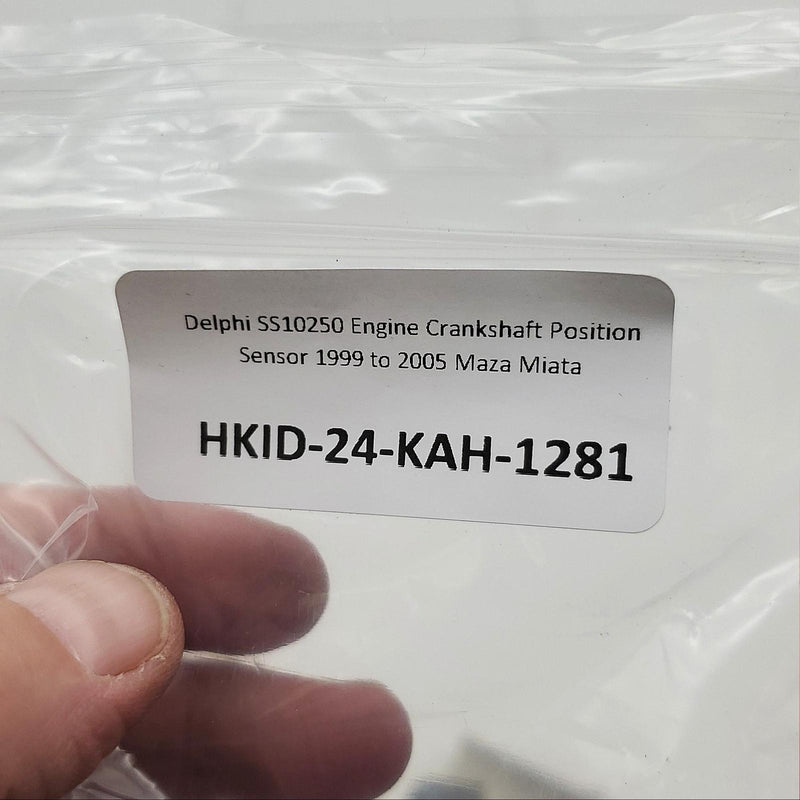 Delphi SS10250 Engine Crankshaft Position
Sensor 1999 to 2005 Maza Miata
HKID-24-KAH-1281